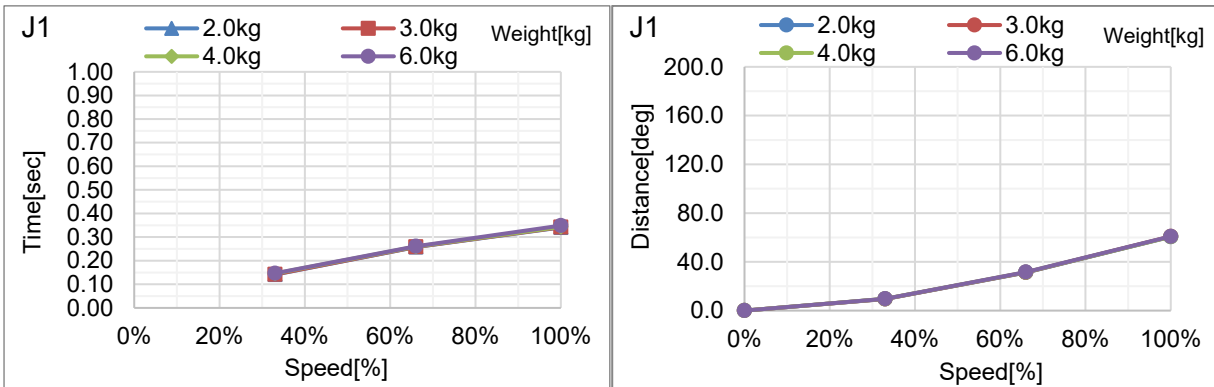 J1
2.0kg 3.0kg
4.0kg 6.0kg
Weight[kg]
1.00
0.90
0.80
0.70
0.60
0.50
0.40
0.30
0.20
0.10
0.00
Time[sec]
0% 20% 40% 60% 80% 100%
Speed[%]
J1
2.0kg 3.0kg
4.0kg 6.0kg
Weight[kg]
200.0
160.0
120.0
80.0
40.0
0.0
Distance[deg]
0% 20% 40% 60% 80% 100%
Speed[%]